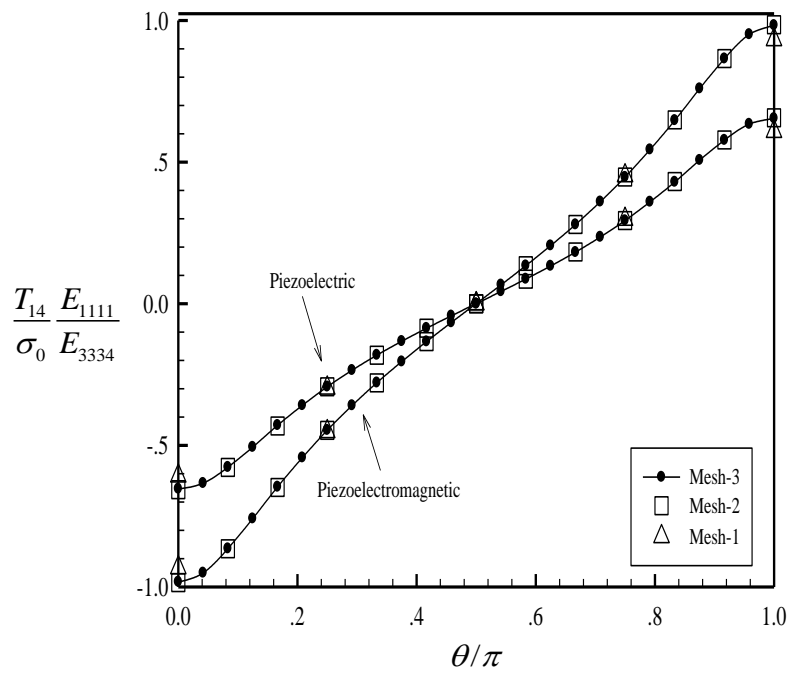 1.0
.5
0.0
-.5
-1.0
T14 E1111
σ0 E3334
Piezoelectric
Piezoelectromagnetic
Mesh-3
Mesh-2
Mesh-1
0.0 .2 .4 .6 .8 1.0
θ/π